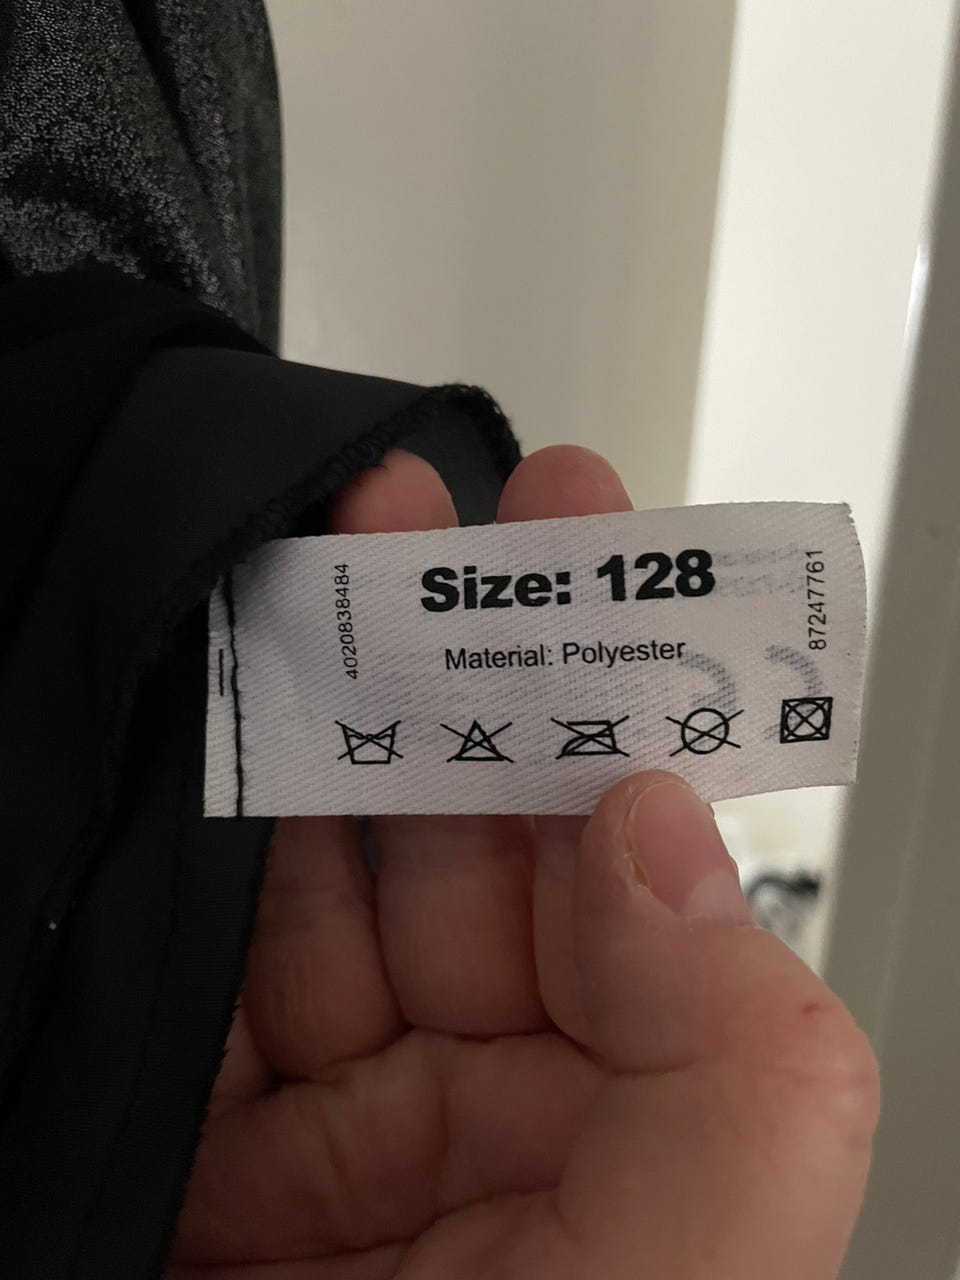 Size: 128
Material: Polyester
4020838484
87247761